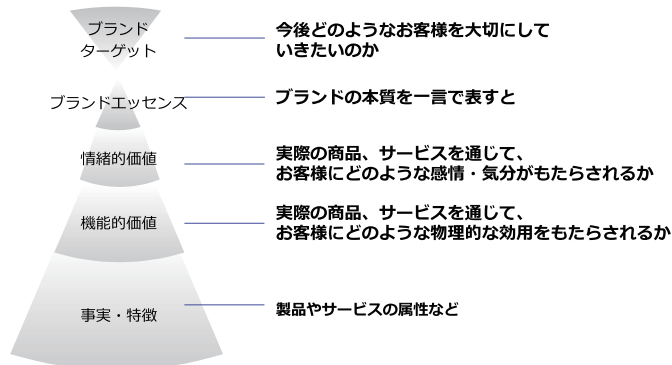 ブランド
ターゲット
今後どのようなお客様を大切にして
いきたいのか
ブランドエッセンス
ブランドの本質を一言で表すと
情緒的価値
実際の商品、サービスを通じて、
お客様にどのような感情・気分がもたらされるか
機能的価値
実際の商品、サービスを通じて、
お客様にどのような物理的な効用をもたらされるか
事実・特徴
製品やサービスの属性など